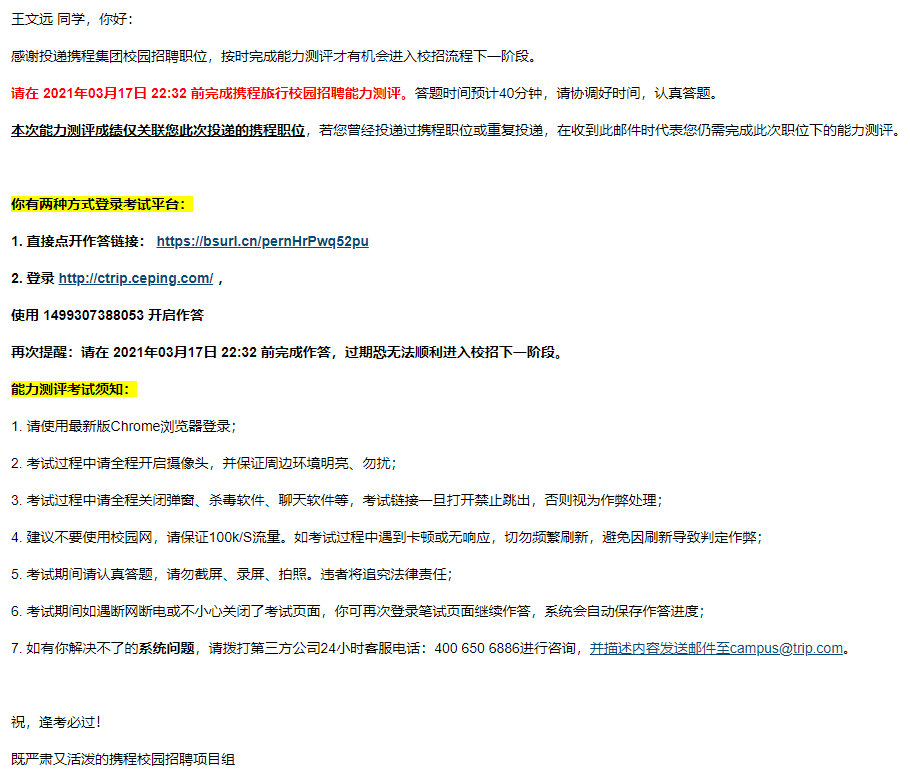 王文远 同学，你好：
感谢投递携程集团校园招聘职位，按时完成能力测评才有机会进入校招流程下一阶段。
请在 2021年03月17日 22:32 前完成携程旅行校园招聘能力测评。答题时间预计40分钟，请协调好时间，认真答题。
本次能力测评成绩仅关联您此次投递的携程职位，若您曾经投递过携程职位或重复投递，在收到此邮件时代表您仍需完成此次职位下的能力测评。
你有两种方式登录考试平台：
1. 直接点开作答链接： https://bsurl.cn/pernHrPwq52pu
2. 登录 http://ctrip.ceping.com/ ，
使用 1499307388053 开启作答
再次提醒：请在 2021年03月17日 22:32 前完成作答，过期恐无法顺利进入校招下一阶段。
能力测评考试须知：
1. 请使用最新版Chrome浏览器登录；
2. 考试过程中请全程开启摄像头，并保证周边环境明亮、勿扰；
3. 考试过程中请全程关闭弹窗、杀毒软件、聊天软件等，考试链接一旦打开禁止跳出，否则视为作弊处理；
4. 建议不要使用校园网，请保证100k/S流量。如考试过程中遇到卡顿或无响应，切勿频繁刷新，避免因刷新导致判定作弊；
5. 考试期间请认真答题，请勿截屏、录屏、拍照。违者将追究法律责任；
6. 考试期间如遇断网断电或不小心关闭了考试页面，你可再次登录笔试页面继续作答，系统会自动保存作答进度；
7. 如有你解决不了的系统问题，请拨打第三方公司24小时客服电话：400 650 6886进行咨询，并描述内容发送邮件至campus@trip.com。
祝，逢考必过！
既严肃又活泼的携程校园招聘项目组